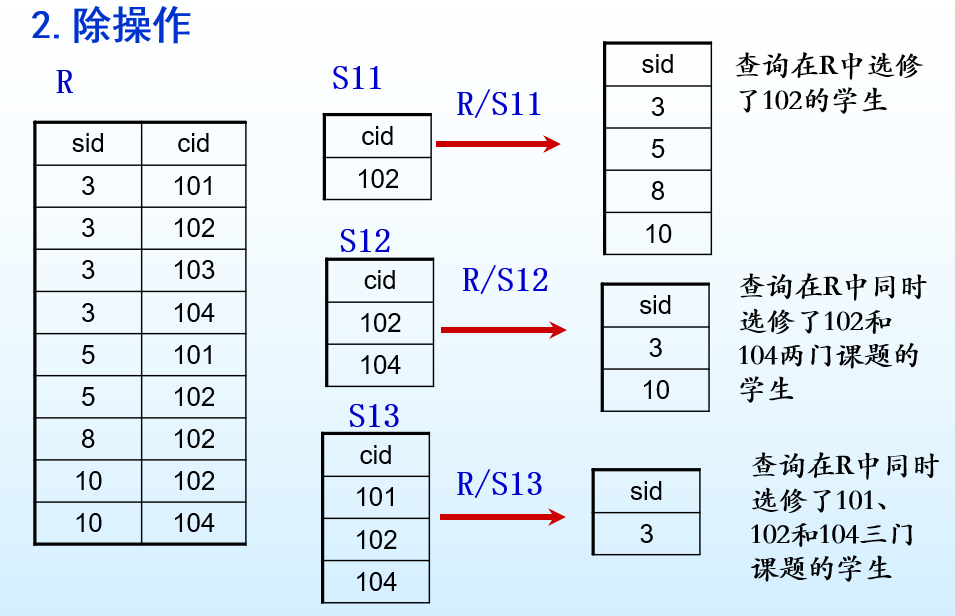 2. 除操作
R
sid cid
3 101
3 102
3 103
3 104
5 101
5 102
8 102
10 102
10 104
S11
cid
102
R/S11
sid
3
5
8
10
查询在R中选修
了102的学生
S12
cid
102
104
R/S12
sid
3
10
查询在R中同时
选修了102和
104两门课题的
学生
S13
cid
101
102
104
R/S13
sid
3
查询在R中同时
选修了101、
102和104三门
课题的学生